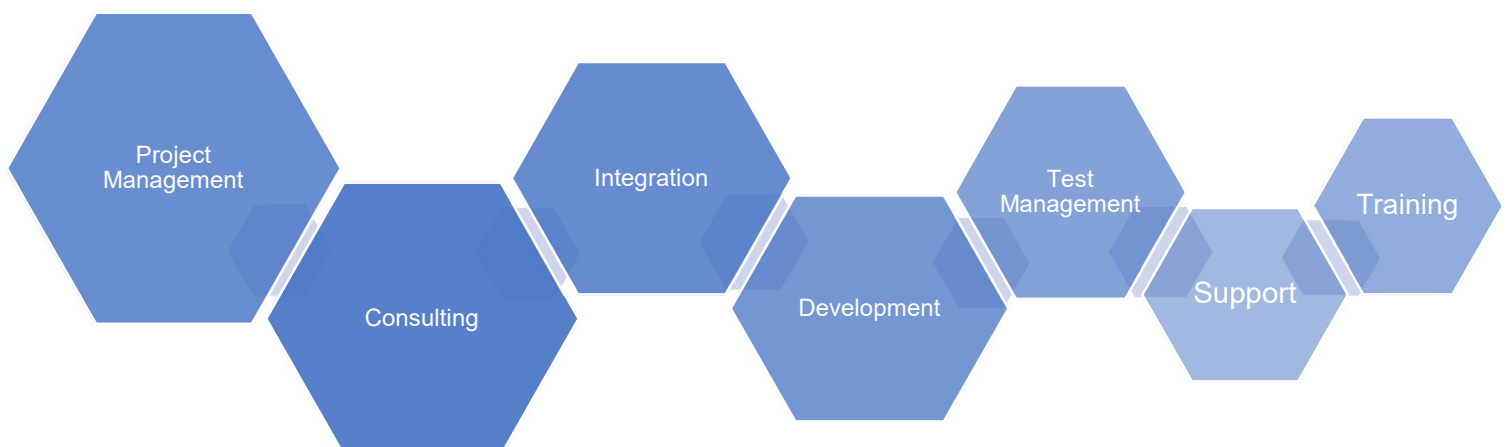 Project
Management
Consulting
Integration
Development
Test
Management
Support
Training